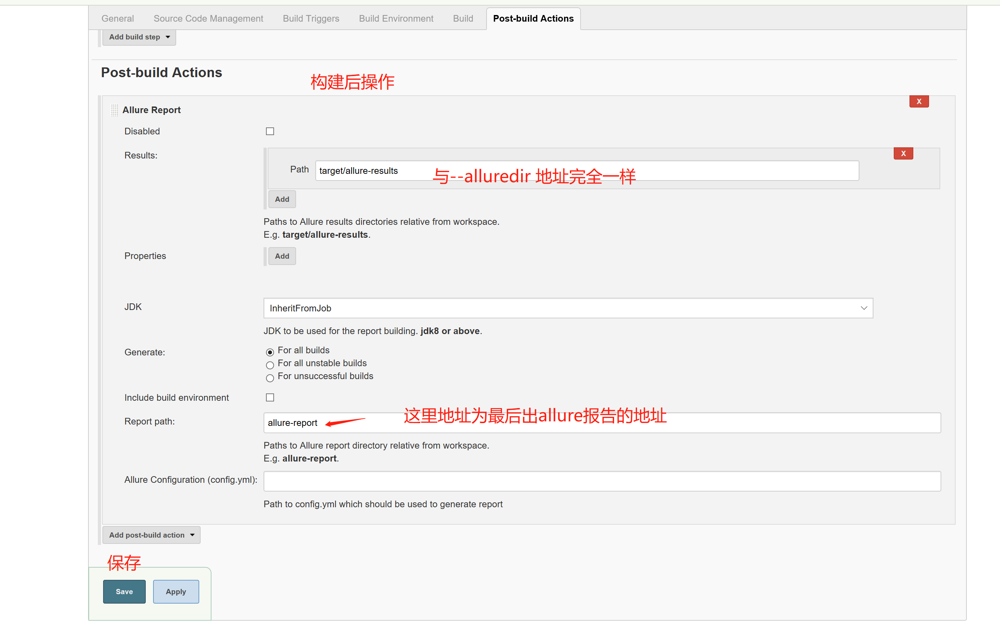 General Source Code Management Build Triggers Build Environment Build Post-build Actions
Add build step
Post-build Actions
构建后操作
X
Allure Report
Disabled
Results:
X
Path target/allure-results 与--alluredir 地址完全一样
Add
Paths to Allure results directories relative from workspace.
E.g. target/allure-results.
Properties Add
JDK InheritFromJob
JDK to be used for the report building. jdk8 or above.
Generate: For all builds
For all unstable builds
For unsuccessful builds
Include build environment
这里地址为最后出allure报告的地址
Report path: allure-report
Paths to Allure report directory relative from workspace.
E.g. allure-report.
Allure Configuration (config.yml):
Path to config.yml which should be used to generate report
Add post-build action
保存
Save Apply